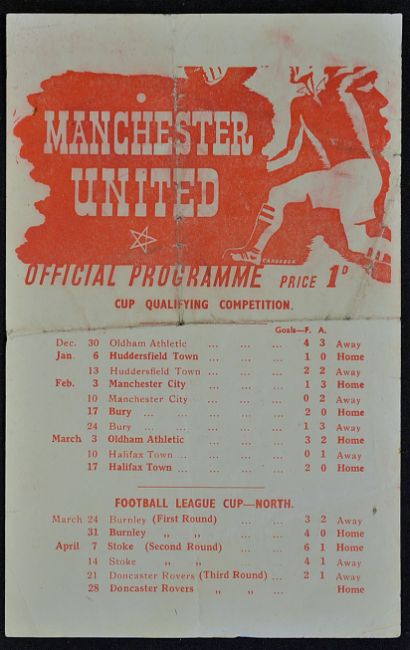 MANCHESTER
UNITED
CARDOCK
OFFICIAL PROGRAMME PRICE 1D
CUP QUALIFYING COMPETITION.
Goals—F. A.
Dec. 30 Oldham Athletic ... ... ... 4 3 Away
Jan. 6 Huddersfield Town ... ... ... 1 0 Home
13 Huddersfield Town ... ... ... 2 2 Away
Feb. 3 Manchester City ... ... ... 1 3 Home
10 Manchester City ... ... ... 0 2 Away
17 Bury ... ... ... ... ... 2 0 Home
24 Bury ... ... ... ... ... 1 3 Away
March 3 Oldham Athletic ... ... ... 3 2 Home
10 Halifax Town ... ... ... ... 0 1 Away
17 Halifax Town ... ... ... ... 2 0 Home
FOOTBALL LEAGUE CUP—NORTH.
March 24 Burnley (First Round) ... ... 3 2 Away
31 Burnley ,, ,, ... ... 4 0 Home
April 7 Stoke (Second Round) ... ... 6 1 Home
14 Stoke ,, ,, ... ... 4 1 Away
21 Doncaster Rovers (Third Round) ... 2 1 Away
28 Doncaster Rovers ,, ,, ... Home